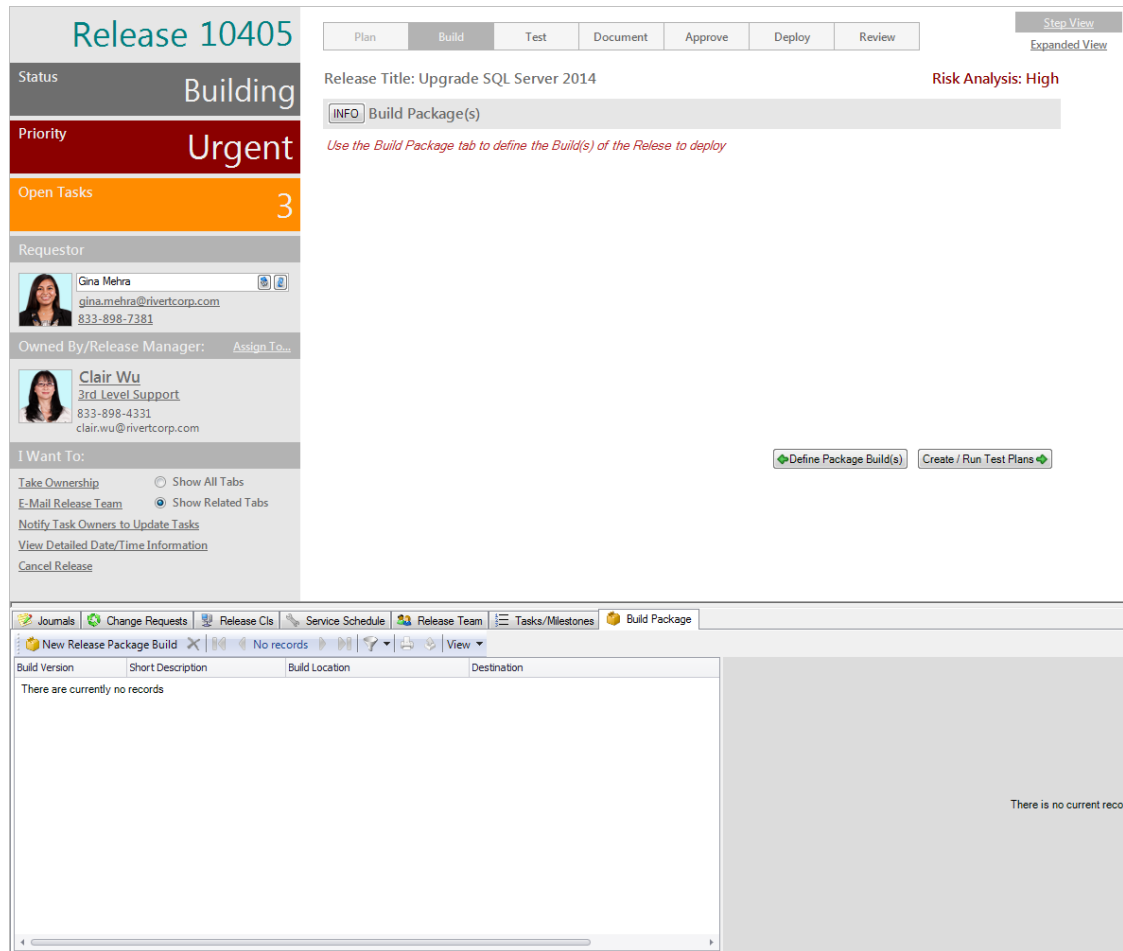 Release 10405
Status
Building
Priority
Urgent
Open Tasks
3
Requestor
Gina Mehra
gina.mehra@rivertcorp.com
833-898-7381
Owned By/Release Manager: Assign To...
Clair Wu
3rd Level Support
833-898-4331
clair.wu@rivertcorp.com
I Want To:
Take Ownership Show All Tabs
E-Mail Release Team Show Related Tabs
Notify Task Owners to Update Tasks
View Detailed Date/Time Information
Cancel Release
Plan Build Test Document Approve Deploy Review
Step View
Expanded View
Release Title: Upgrade SQL Server 2014 Risk Analysis: High
INFO Build Package(s)
Use the Build Package tab to define the Build(s) of the Relese to deploy
Define Package Build(s) Create / Run Test Plans
Journals Change Requests Release CIs Service Schedule Release Team Tasks/Milestones Build Package
New Release Package Build No records View
Build Version Short Description Build Location Destination
There are currently no records
There is no current reco